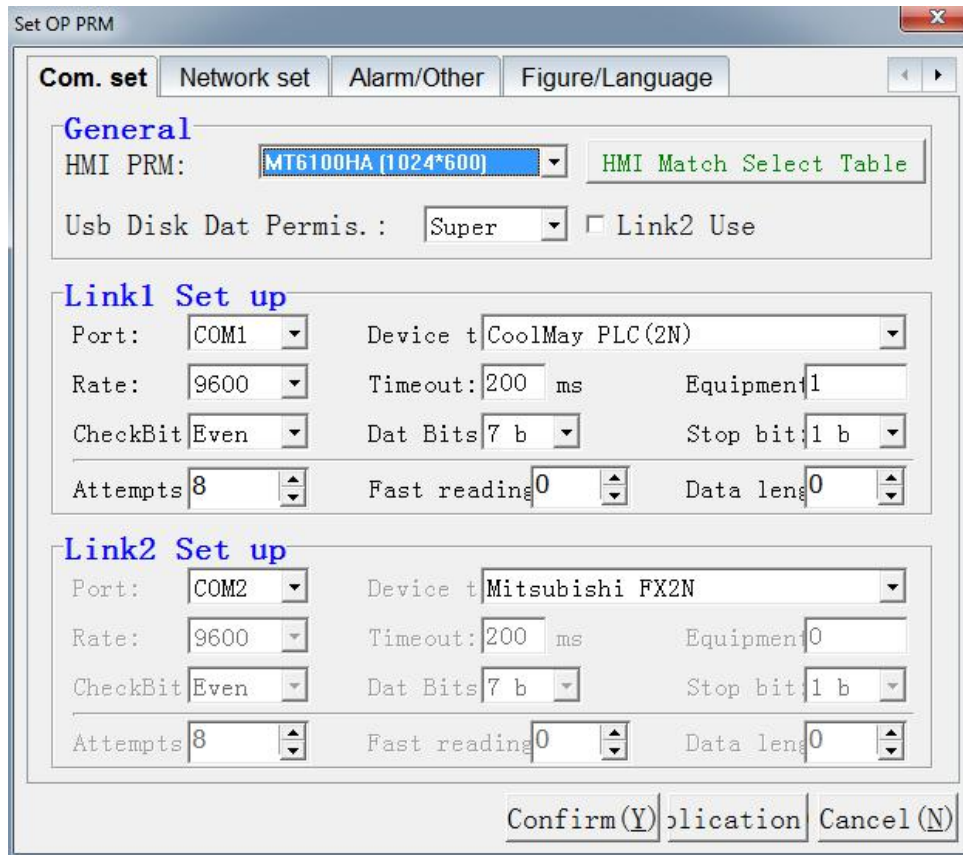 Set OP PRM
Com. set Network set Alarm/Other Figure/Language
General
HMI PRM: MT6100HA (1024*600) HMI Match Select Table
Usb Disk Dat Permis.: Super Link2 Use
Link1 Set up
Port: COM1 Device t CoolMay PLC(2N)
Rate: 9600 Timeout: 200 ms Equipment 1
CheckBit Even Dat Bits 7 b Stop bit: 1 b
Attempts 8 Fast reading 0 Data leng 0
Link2 Set up
Port: COM2 Device t Mitsubishi FX2N
Rate: 9600 Timeout: 200 ms Equipment 0
CheckBit Even Dat Bits 7 b Stop bit: 1 b
Attempts 8 Fast reading 0 Data leng 0
Confirm(Y) plication Cancel(N)